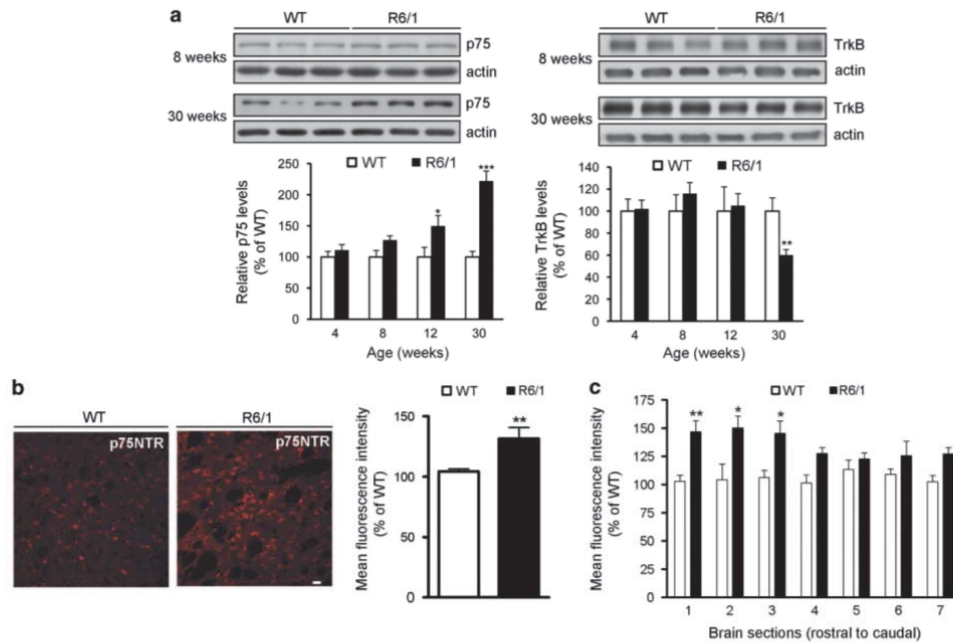 a
WT R6/1
8 weeks p75
actin
30 weeks p75
actin
WT R6/1
8 weeks TrkB
actin
30 weeks TrkB
actin
WT R6/1
Relative p75 levels
(% of WT)
250
200
150
100
50
0
* ***
4 8 12 30
Age (weeks)
WT R6/1
Relative TrkB levels
(% of WT)
140
120
100
80
60
40
20
0
**
4 8 12 30
Age (weeks)
b
WT R6/1
p75NTR p75NTR
WT R6/1
Mean fluorescence intensity
(% of WT)
150
100
50
0
**
c
WT R6/1
Mean fluorescence intensity
(% of WT)
175
150
125
100
75
50
25
0
** * *
1 2 3 4 5 6 7
Brain sections (rostral to caudal)